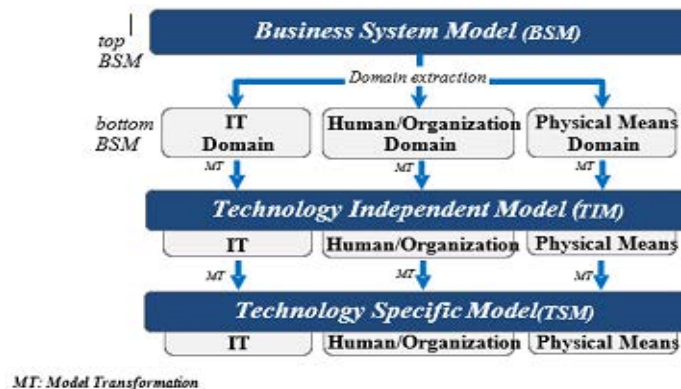 Business System Model (BSM)
top
BSM
Domain extraction
bottom
BSM
IT
Domain
Human/Organization
Domain
Physical Means
Domain
MT
MT
MT
Technology Independent Model (TIM)
IT
Human/Organization
Physical Means
MT
MT
MT
Technology Specific Model(TSM)
IT
Human/Organization
Physical Means
MT: Model Transformation